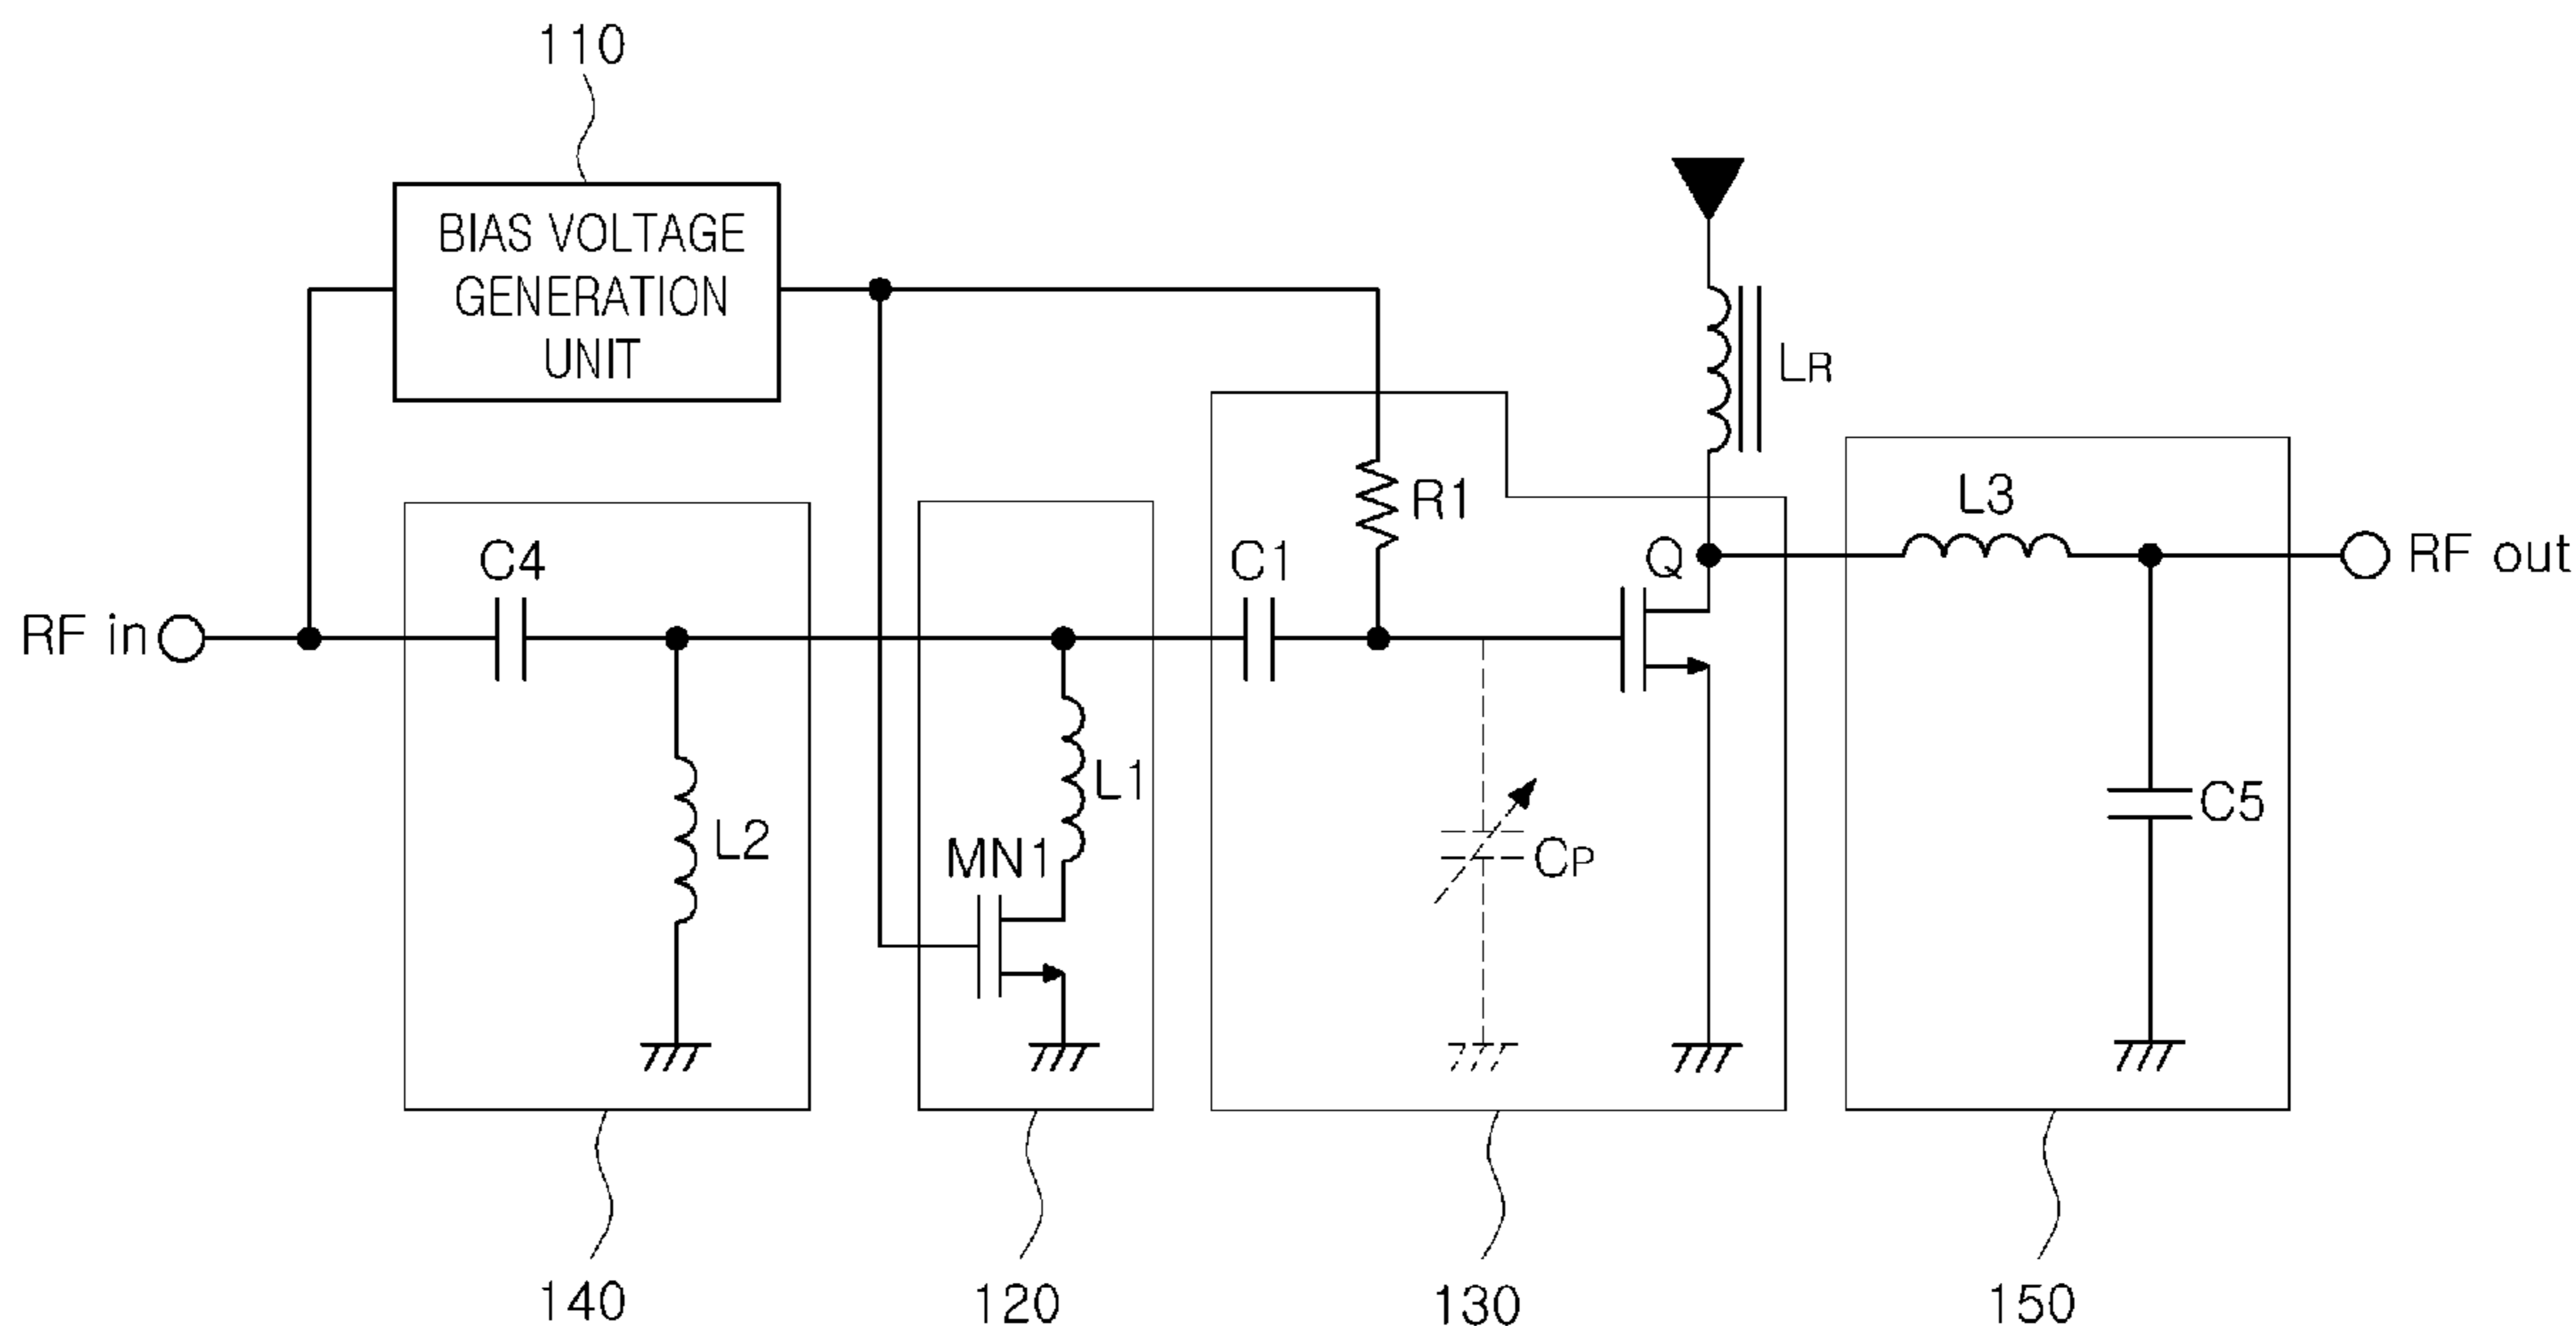 110
BIAS VOLTAGE
GENERATION
UNIT
LR
R1
L3
C4
C1
Q
RF out
RF in
L1
C5
L2
MN1
CP
140
120
130
150